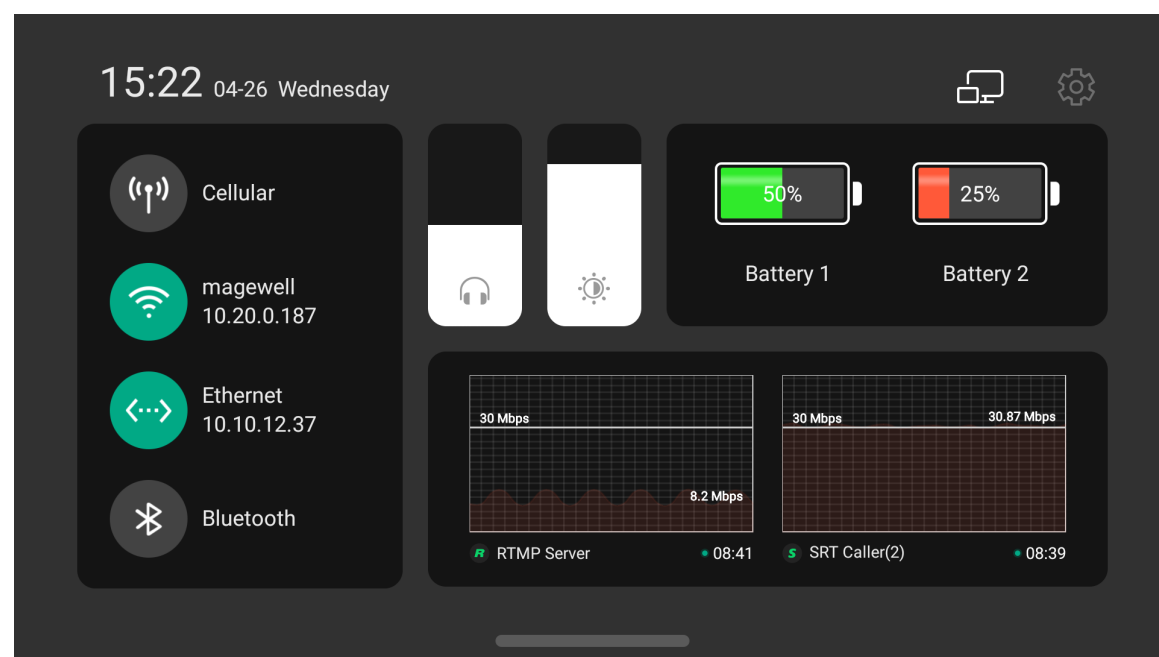 15:22 04-26 Wednesday
Cellular
magewell
10.20.0.187
Ethernet
10.10.12.37
Bluetooth
50%
25%
Battery 1
Battery 2
30 Mbps
8.2 Mbps
R RTMP Server 08:41
30 Mbps
30.87 Mbps
S SRT Caller(2) 08:39